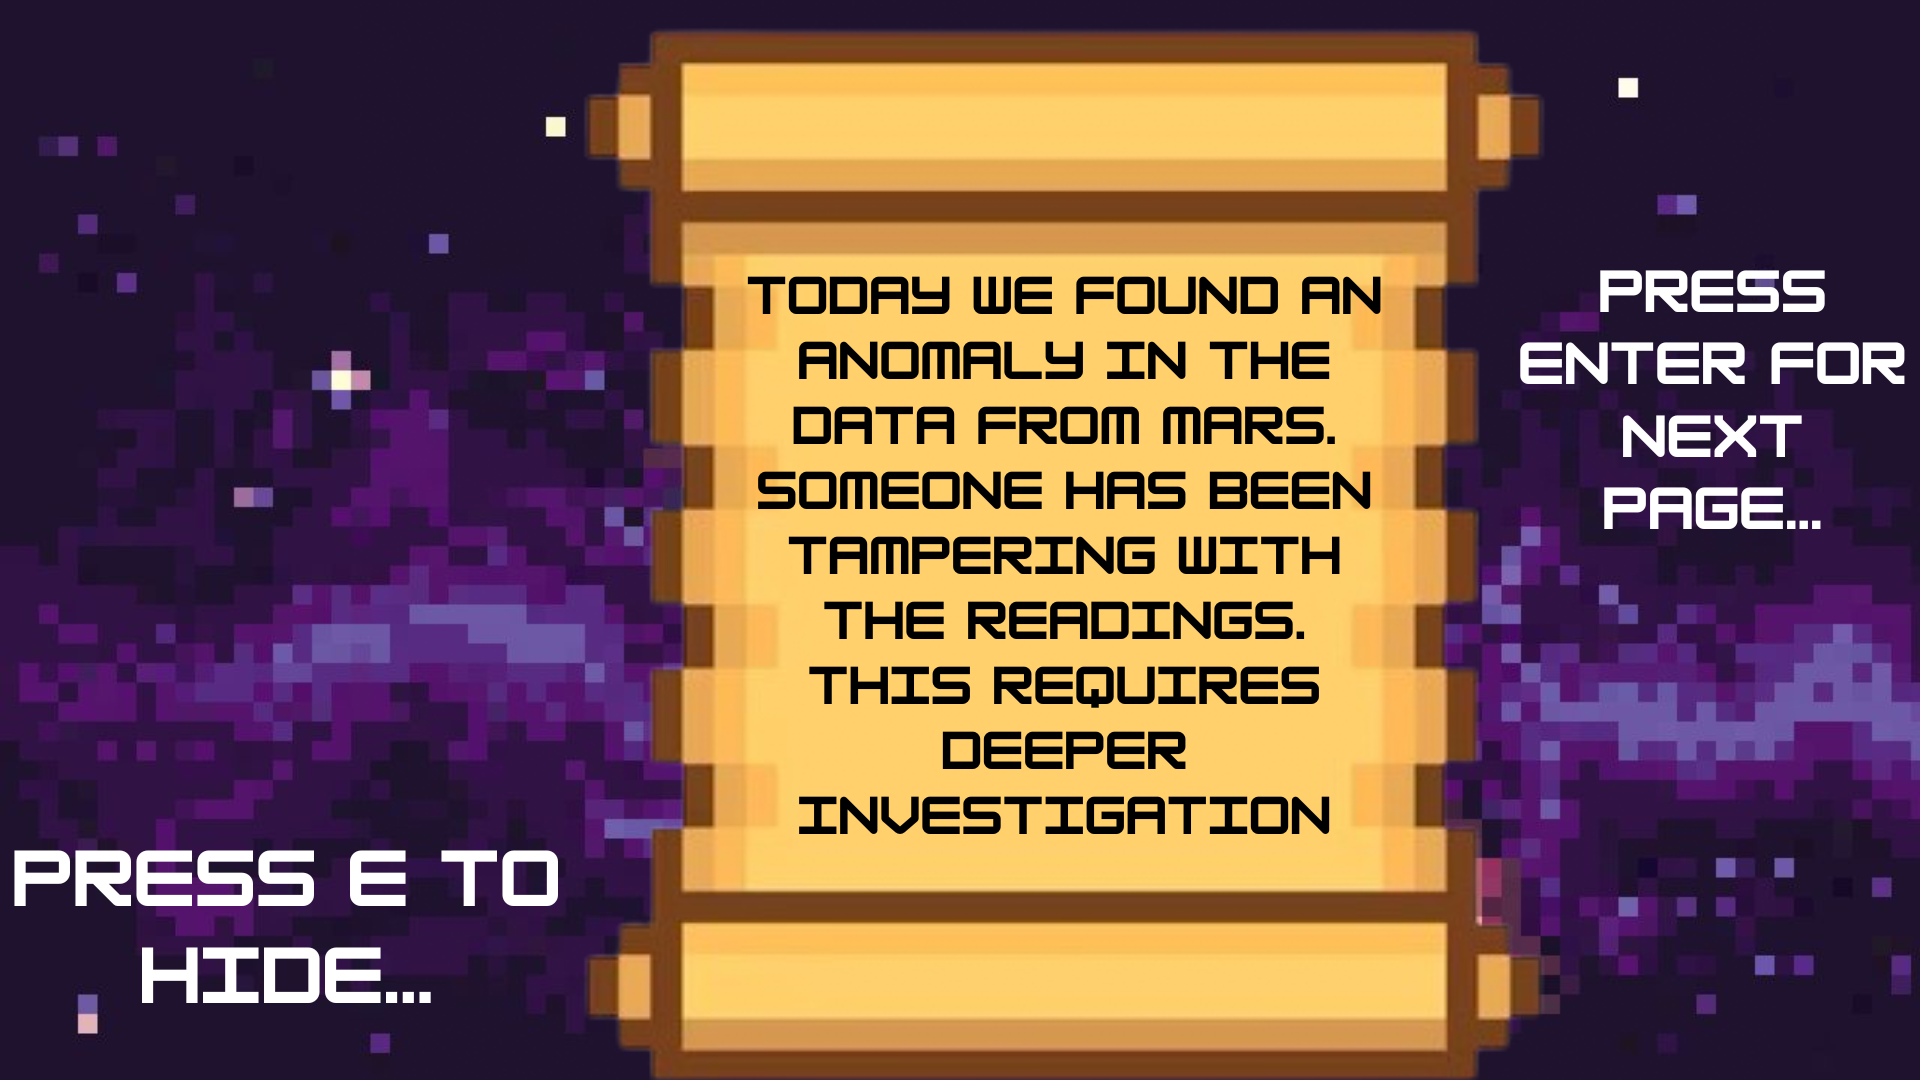 TODAY WE FOUND AN
ANOMALY IN THE
DATA FROM MARS.
SOMEONE HAS BEEN
TAMPERING WITH
THE READINGS.
THIS REQUIRES
DEEPER
INVESTIGATION
PRESS
ENTER FOR
NEXT
PAGE...
PRESS E TO
HIDE...